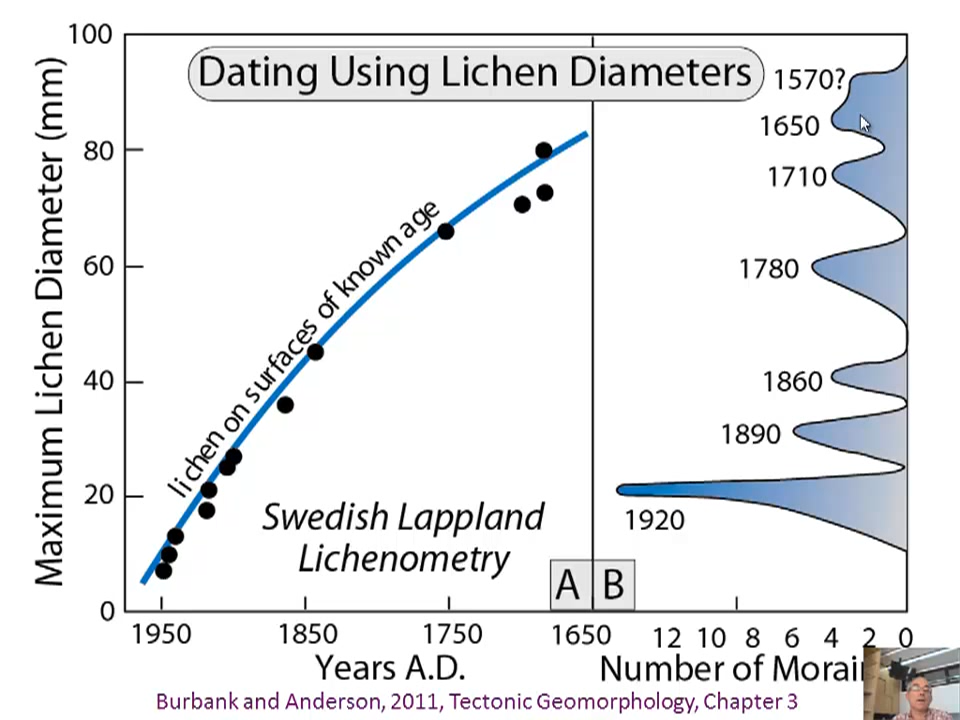 Dating Using Lichen Diameters
100
80
60
40
20
0
Maximum Lichen Diameter (mm)
lichen on surfaces of known age
Swedish Lappland
Lichenometry
A B
1570?
1650
1710
1780
1860
1890
1920
1950 1850 1750 1650 12 10 8 6 4 2 0
Years A.D. Number of
Burbank and Anderson, 2011, Tectonic Geomorphology, Chapter 3